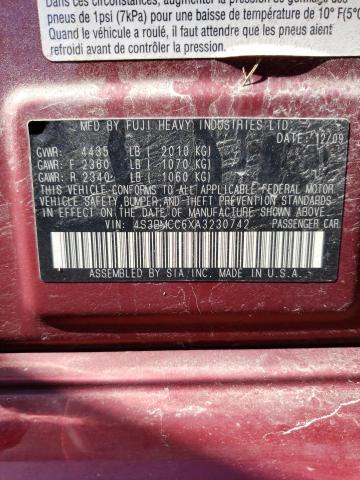 Dans ces circonstances, augmenter la pression de gonflage des
pneus de 1psi (7kPa) pour une baisse de température de 10° F(5°C
Quand le véhicule a roulé, il faut attendre que les pneus aient
refroidi avant de contrôler les pressions.
MFD BY FUJI HEAVY INDUSTRIES LTD.
DATE: 12/09
GVWR: 4435 LB ( 2010 KG)
GAWR: F 2360 LB ( 1070 KG)
GAWR: R 2340 LB ( 1060 KG)
THIS VEHICLE CONFORMS TO ALL APPLICABLE FEDERAL MOTOR
VEHICLE SAFETY, BUMPER, AND THEFT PREVENTION STANDARDS
IN EFFECT ON THE DATE OF MANUFACTURE SHOWN ABOVE.
VIN: 4S3BMCC6XA3230742 PASSENGER CAR
ASSEMBLED BY SIA INC. MADE IN U.S.A.